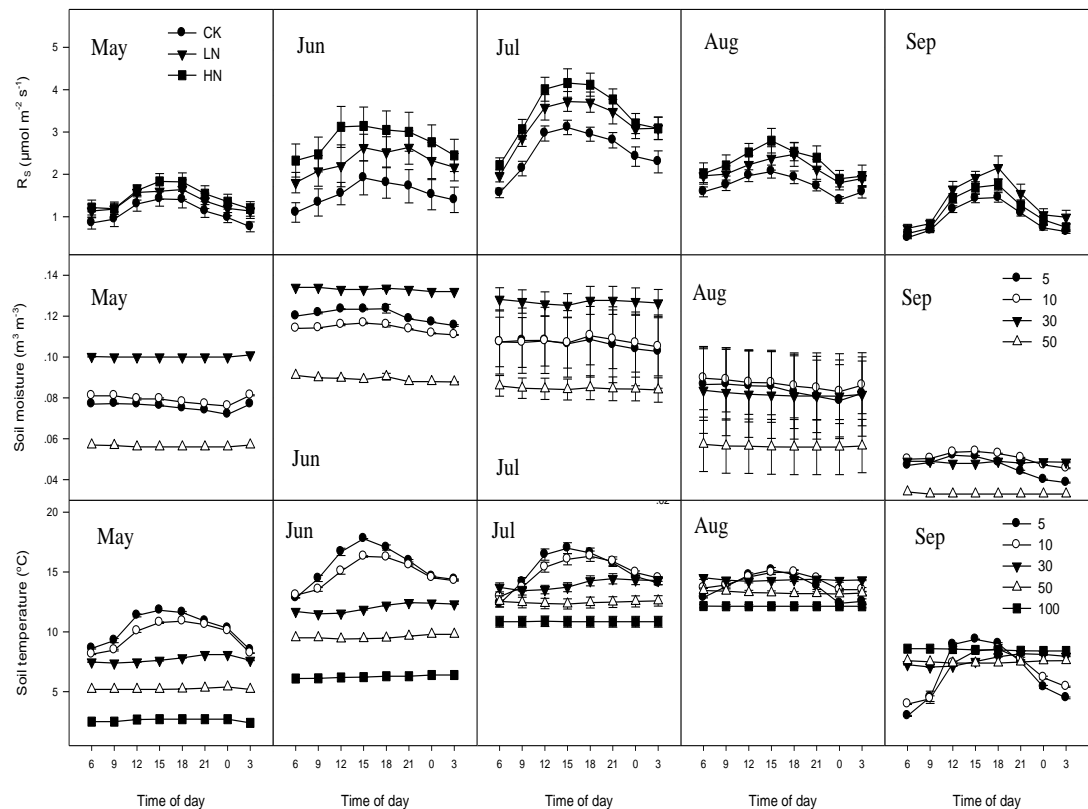 May
CK
LN
HN
Jun
Jul
Aug
Sep
5
4
3
2
1
R_S (µmol m⁻² s⁻¹)
May
Jun
Jul
Aug
Sep
5
10
30
50
.14
.12
.10
.08
.06
.04
Soil moisture (m³ m⁻³)
May
Jun
Jul
Aug
Sep
5
10
30
50
100
20
15
10
5
Soil temperature (°C)
6 9 12 15 18 21 0 3
6 9 12 15 18 21 0 3
6 9 12 15 18 21 0 3
6 9 12 15 18 21 0 3
6 9 12 15 18 21 0 3
Time of day
Time of day
Time of day
Time of day
Time of day